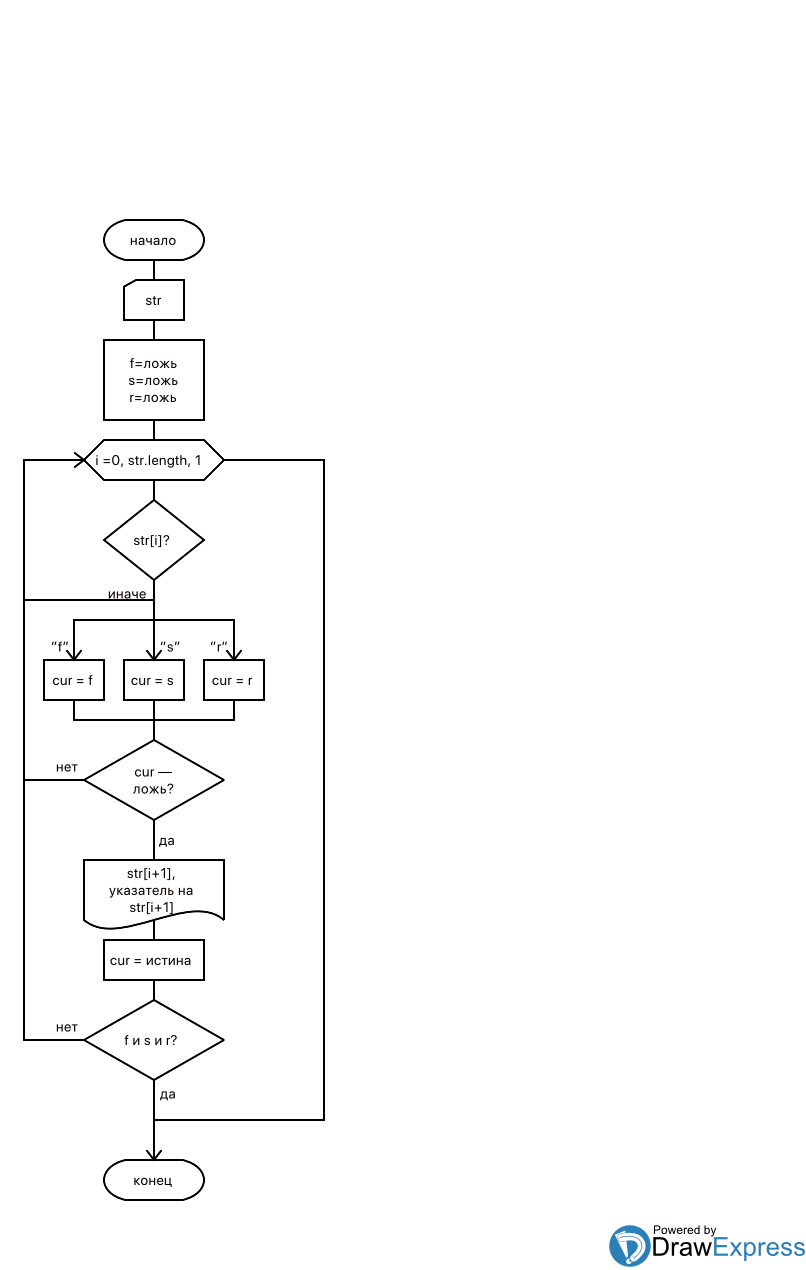 начало
str
f=ложь
s=ложь
r=ложь
i =0, str.length, 1
str[i]?
иначе
"f"
"s"
"r"
cur = f
cur = s
cur = r
нет
cur —
ложь?
да
str[i+1],
указатель на
str[i+1]
cur = истина
нет
f и s и r?
да
конец
Powered by
DrawExpress